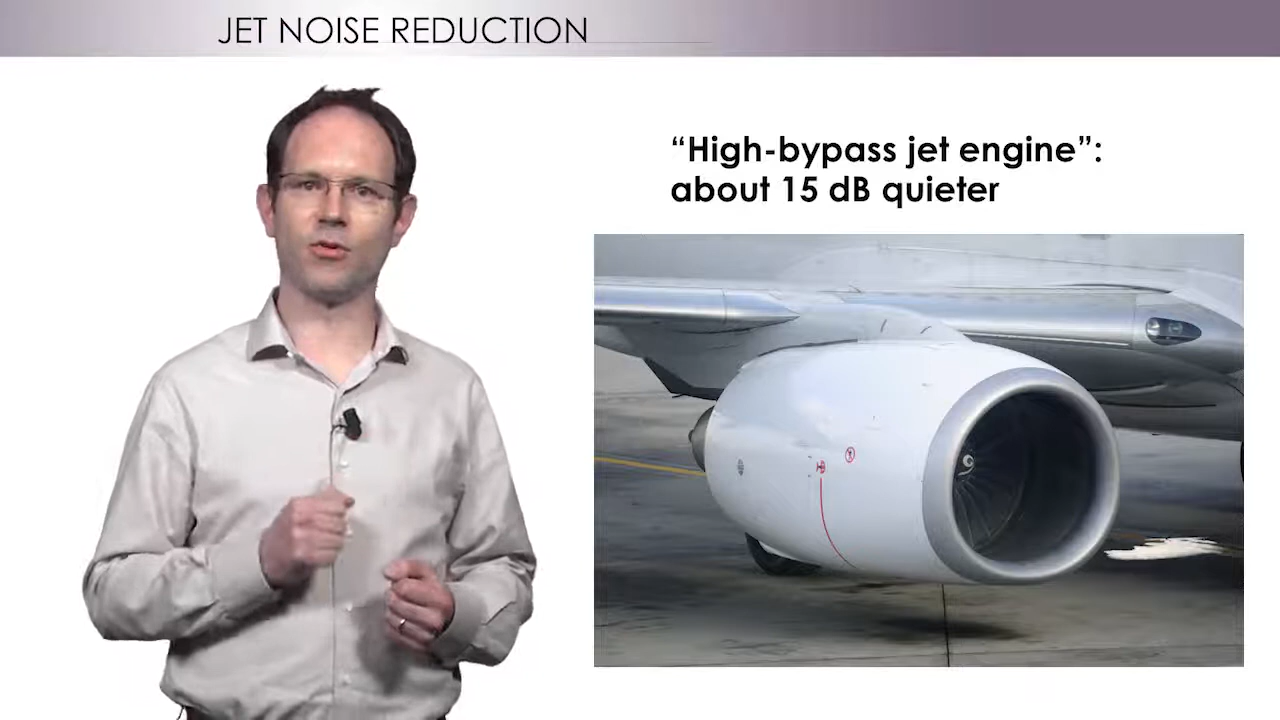 JET NOISE REDUCTION
“High-bypass jet engine”:
about 15 dB quieter